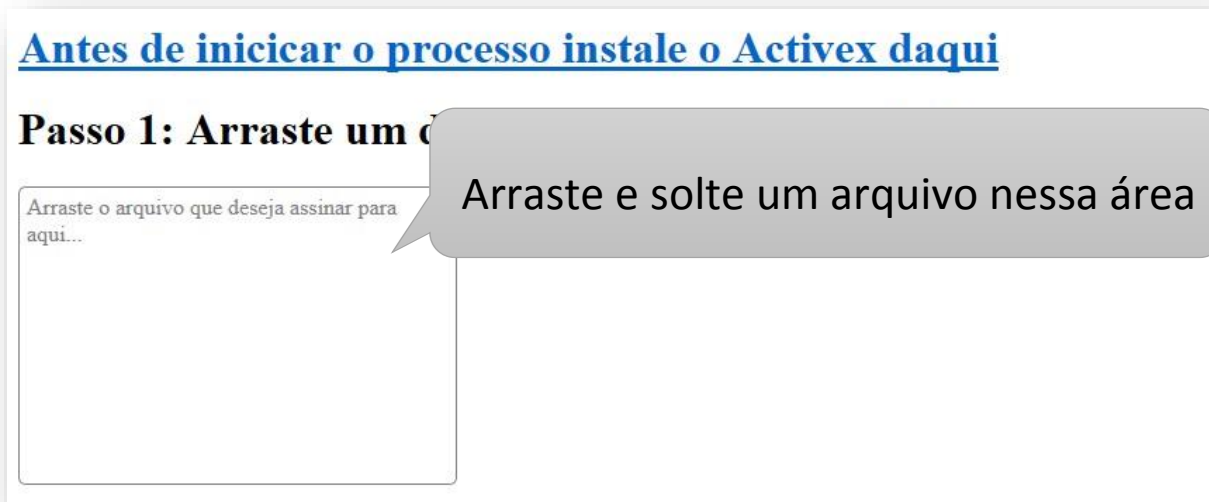 Antes de inicicar o processo instale o Activex daqui
Passo 1: Arraste um
Arraste e solte um arquivo nessa área
Arraste o arquivo que deseja assinar para
aqui...